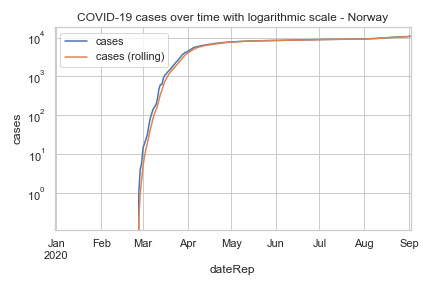 COVID-19 cases over time with logarithmic scale - Norway
cases
cases (rolling)
10⁴
10³
10²
10¹
10⁰
cases
Jan Feb Mar Apr May Jun Jul Aug Sep
2020
dateRep